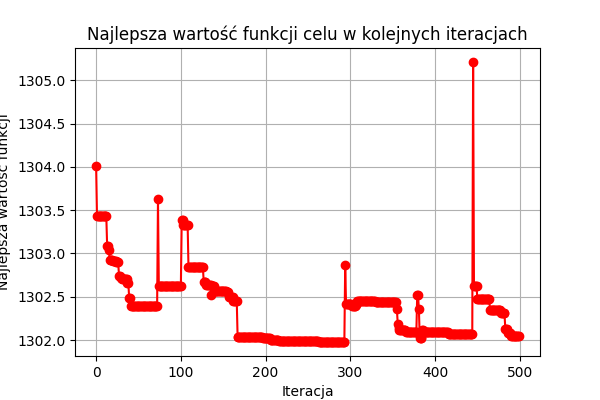 Najlepsza wartość funkcji celu w kolejnych iteracjach
Najlepsza wartość funkcji
1305.0
1304.5
1304.0
1303.5
1303.0
1302.5
1302.0
0 100 200 300 400 500
Iteracja